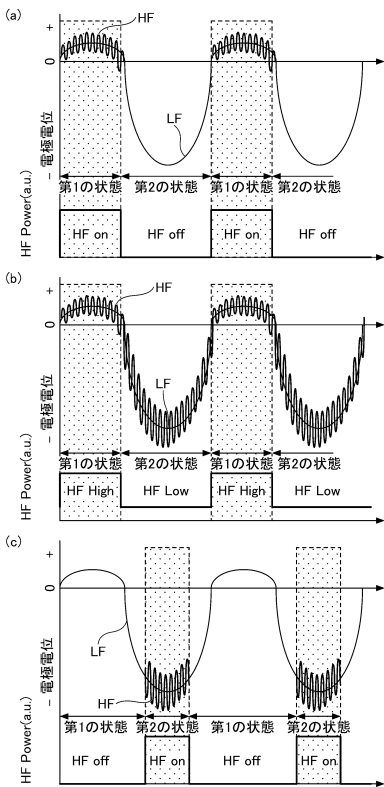 (a)
+
HF
0
LF
− 電極電位
第1の状態 第2の状態 第1の状態 第2の状態
HF Power(a.u.)
HF on HF off HF on HF off
(b)
+
HF
0
LF
− 電極電位
第1の状態 第2の状態 第1の状態 第2の状態
HF Power(a.u.)
HF High HF Low HF High HF Low
(c)
+
0
LF
HF
− 電極電位
第1の状態 第2の状態 第1の状態 第2の状態
HF Power(a.u.)
HF off HF on HF off HF on